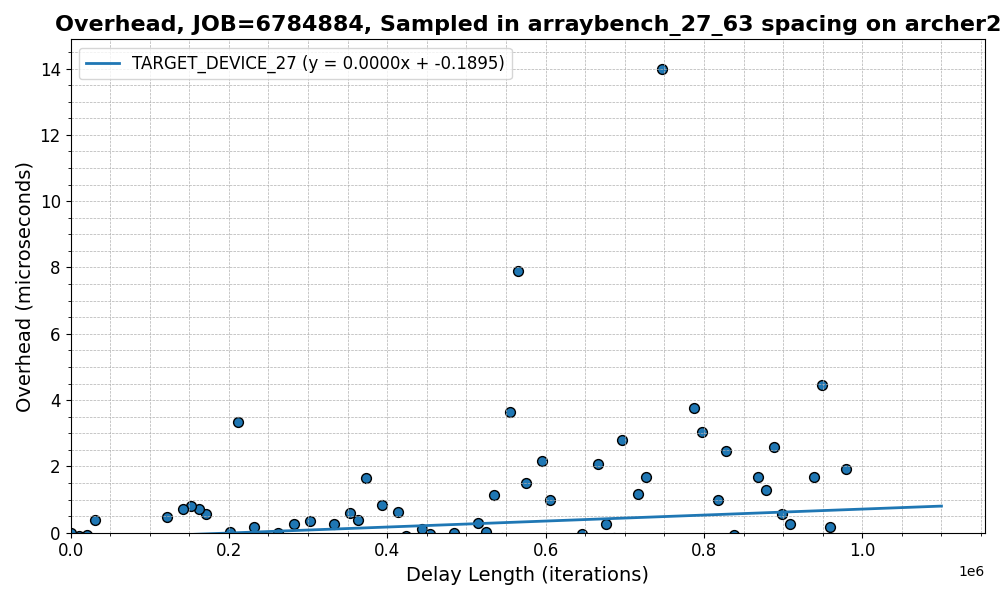 Overhead, JOB=6784884, Sampled in arraybench_27_63 spacing on archer2
TARGET_DEVICE_27 (y = 0.0000x + -0.1895)
Overhead (microseconds)
14
12
10
8
6
4
2
0
0.0 0.2 0.4 0.6 0.8 1.0
1e6
Delay Length (iterations)